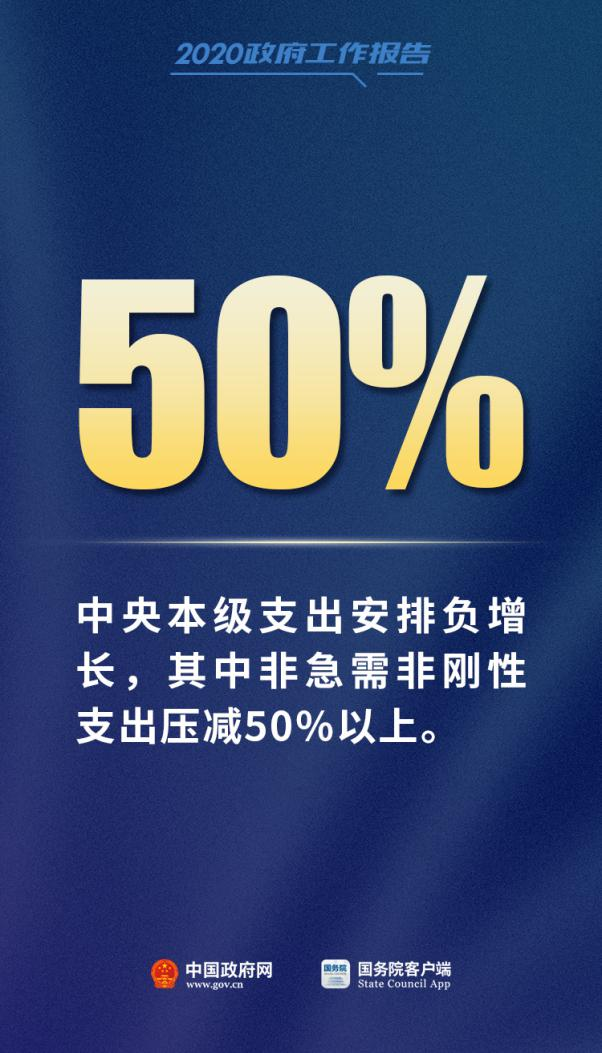 2020政府工作报告
50%
中央本级支出安排负增
长，其中非急需非刚性
支出压减50%以上。
中国政府网
www.gov.cn
国务院
国务院客户端
State Council App